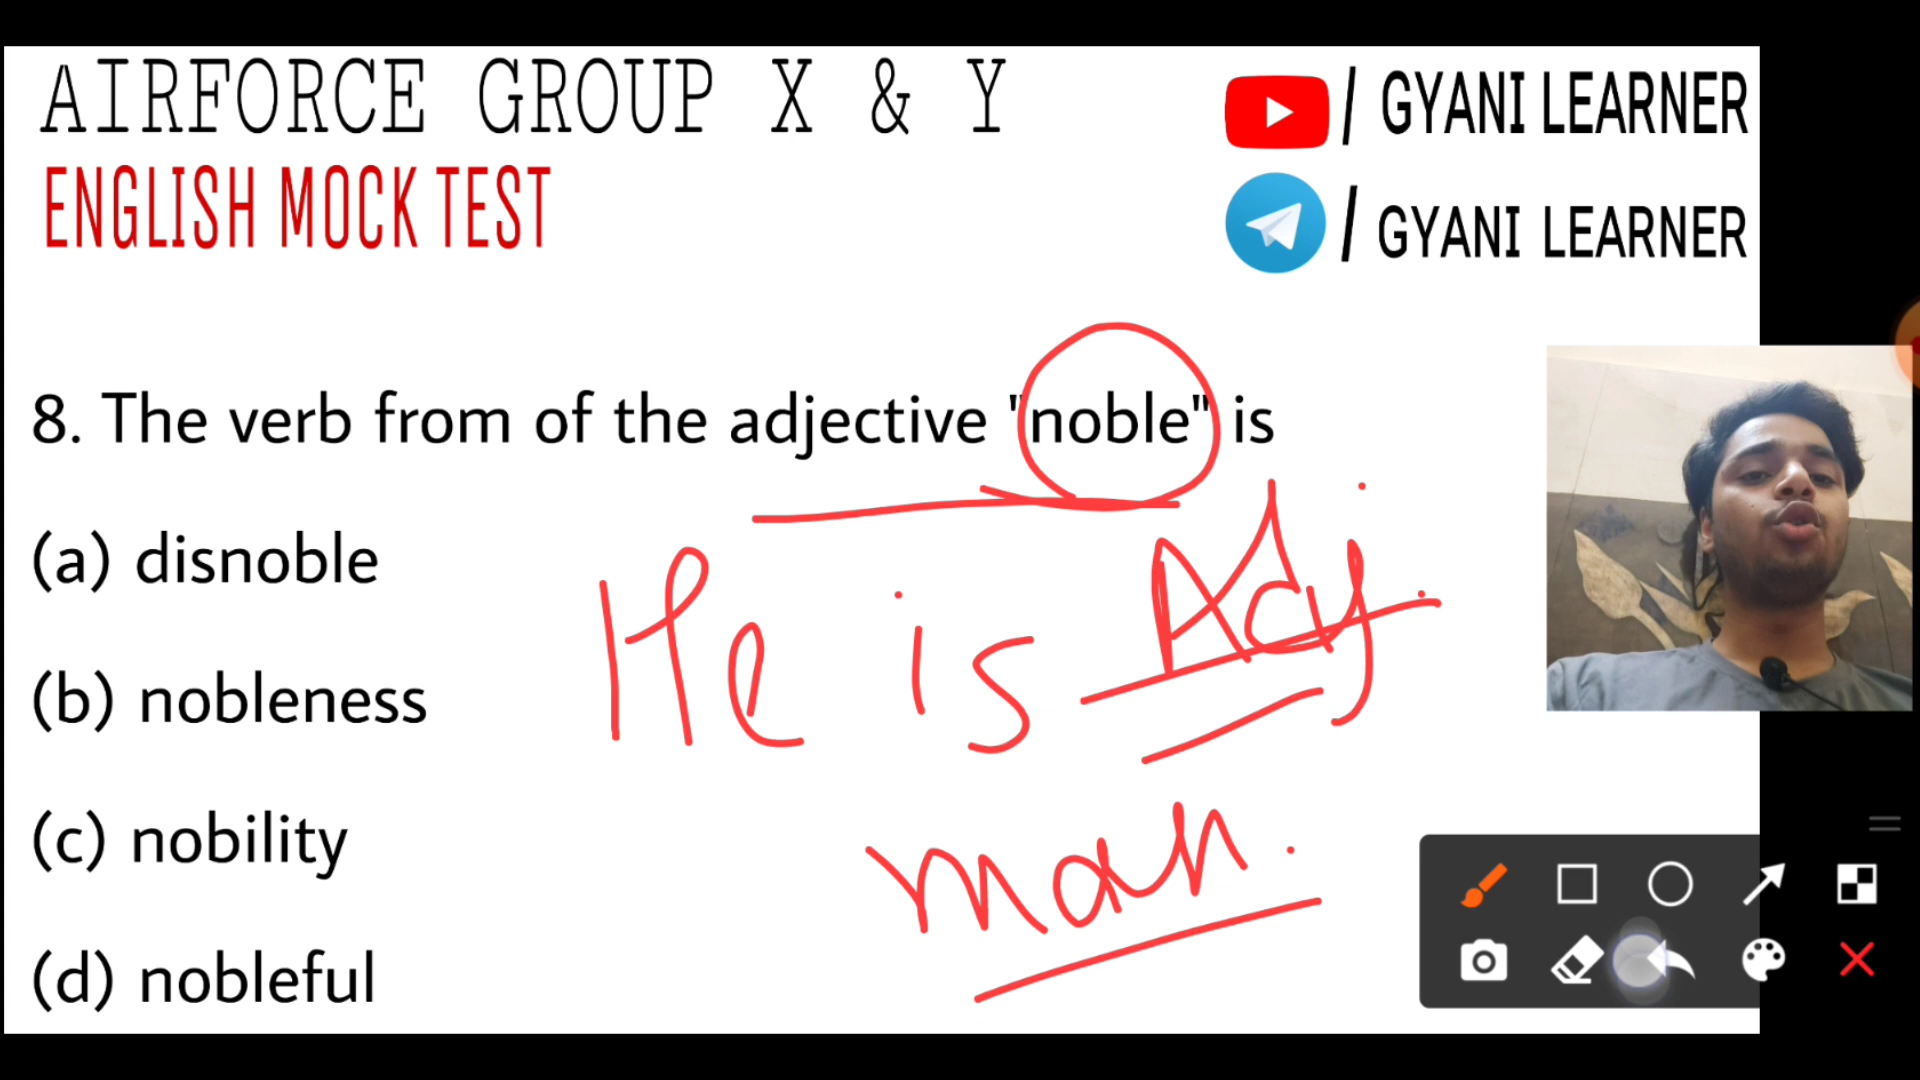 AIRFORCE GROUP X & Y
ENGLISH MOCK TEST
/ GYANI LEARNER
/ GYANI LEARNER
8. The verb from of the adjective "noble" is
(a) disnoble
(b) nobleness
(c) nobility
(d) nobleful
He is Adj.
man.